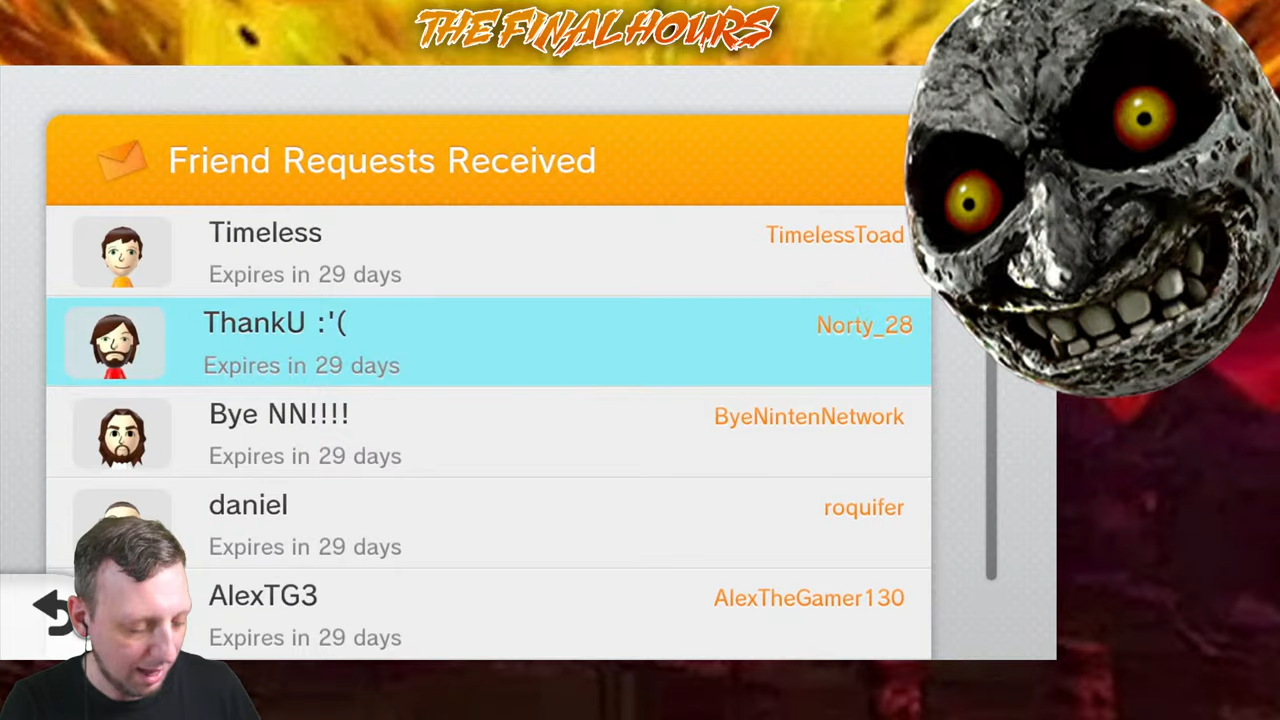 THE FINAL HOURS
Friend Requests Received
Timeless
TimelessToad
Expires in 29 days
ThankU :'(
Norty_28
Expires in 29 days
Bye NN!!!!
ByeNintenNetwork
Expires in 29 days
daniel
roquifer
Expires in 29 days
AlexTG3
AlexTheGamer130
Expires in 29 days